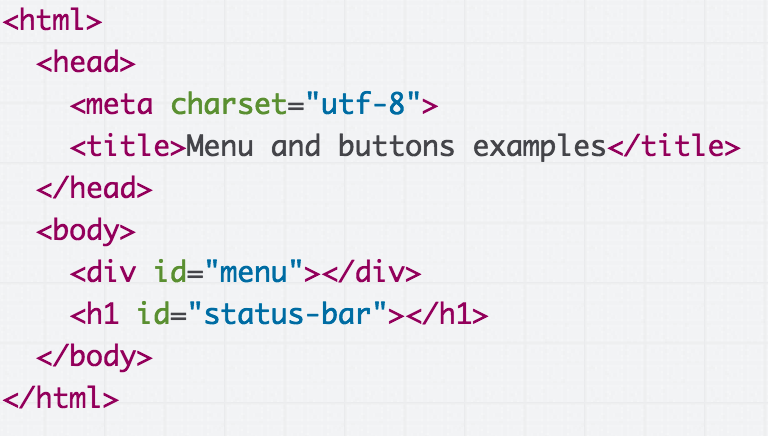 <html>
  <head>
    <meta charset="utf-8">
    <title>Menu and buttons examples</title>
  </head>
  <body>
    <div id="menu"></div>
    <h1 id="status-bar"></h1>
  </body>
</html>